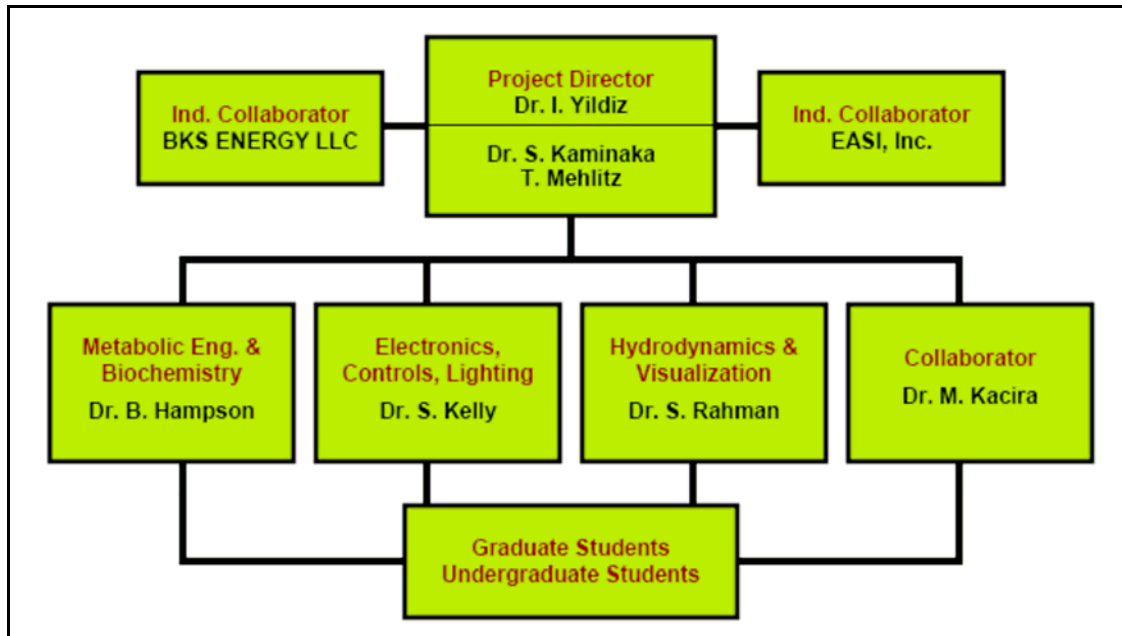 Project Director
Dr. I. Yildiz
Dr. S. Kaminaka
T. Mehlitz
Ind. Collaborator
BKS ENERGY LLC
Ind. Collaborator
EASI, Inc.
Metabolic Eng. &
Biochemistry
Dr. B. Hampson
Electronics,
Controls, Lighting
Dr. S. Kelly
Hydrodynamics &
Visualization
Dr. S. Rahman
Collaborator
Dr. M. Kacira
Graduate Students
Undergraduate Students